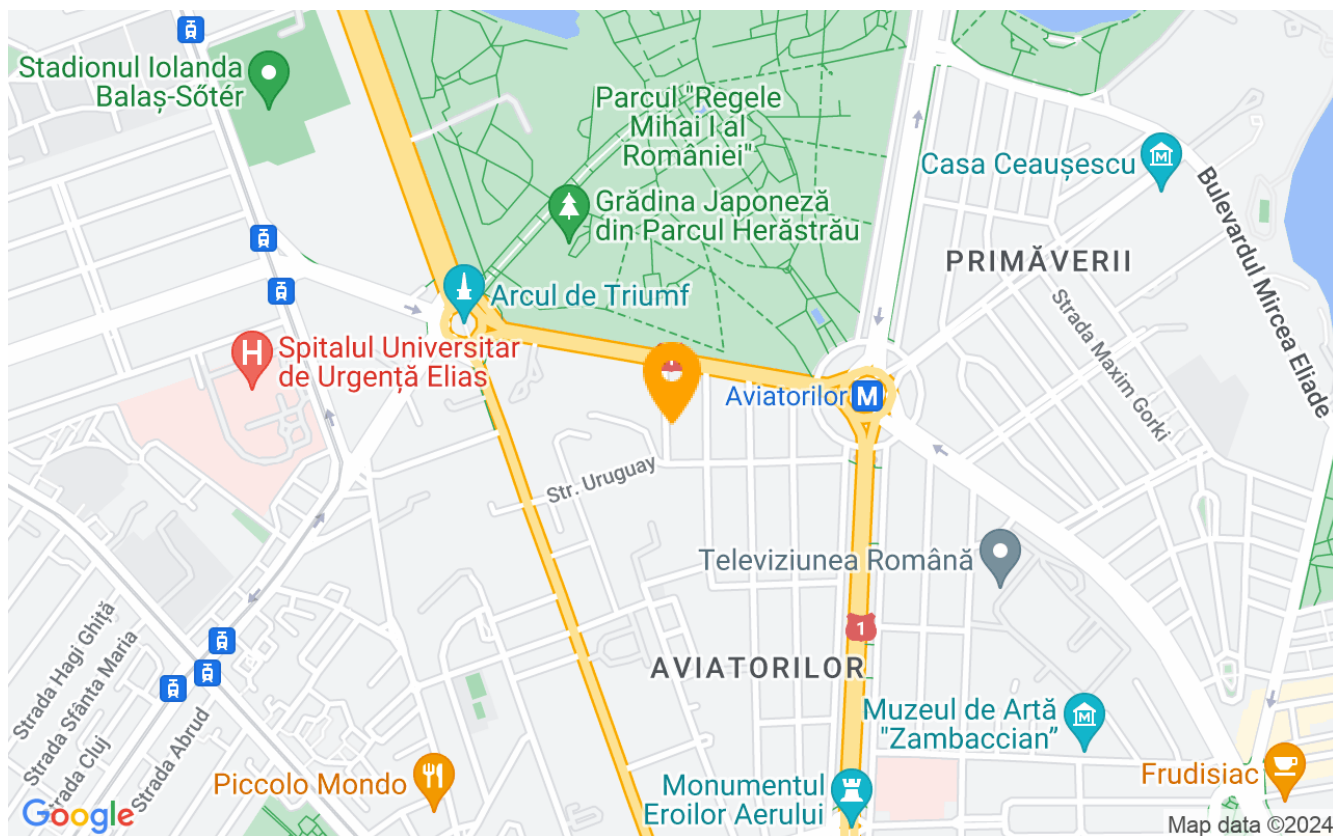 Stadionul Iolanda
Balaș-Sőtér
Parcul "Regele
Mihai I al
României"
Casa Ceaușescu
Grădina Japoneză
din Parcul Herăstrău
Bulevardul Mircea Eliade
PRIMĂVERII
Arcul de Triumf
Strada Maxim Gorki
H
Spitalul Universitar
de Urgență Elias
Aviatorilor M
Str. Uruguay
Televiziunea Română
1
Strada Hagi Ghiță
Strada Sfânta Maria
Strada Cluj
Strada Abrud
AVIATORILOR
Muzeul de Artă
"Zambaccian”
Piccolo Mondo
Monumentul
Eroilor Aerului
Frudisiac
Google
Map data ©2024